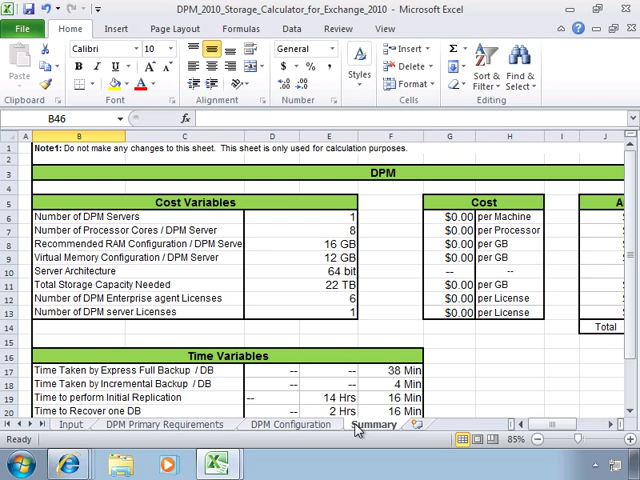 DPM_2010_Storage_Calculator_for_Exchange_2010 - Microsoft Excel
File Home Insert Page Layout Formulas
Calibri 10 General Insert Σ
Paste Styles Delete Sort & Find &
Format Filter Select
Clipboard Font Alignment Number Cells Editing
B46 fx
A B C D E F G H I J
1 Note1: Do not make any changes to this sheet. This sheet is only used for calculation purposes.
2
3 DPM
4
5 Cost Variables Cost
6 Number of DPM Servers 1 $0.00 per Machine
7 Number of Processor Cores / DPM Server 8 $0.00 per Processor
8 Recommended RAM Configuration / DPM Serve 16 GB $0.00 per GB
9 Virtual Memory Configuration / DPM Server 12 GB $0.00 per GB
10 Server Architecture 64 bit -- --
11 Total Storage Capacity Needed 22 TB $0.00 per GB
12 Number of DPM Enterprise agent Licenses 6 $0.00 per License
13 Number of DPM server Licenses 1 $0.00 per License
14 Total
15
16 Time Variables
17 Time Taken by Express Full Backup / DB -- -- 38 Min
18 Time Taken by Incremental Backup / DB -- -- 4 Min
19 Time to perform Initial Replication -- 14 Hrs 16 Min
20 Time to Recover one DB -- 2 Hrs 16 Min
Input DPM Primary Requirements DPM Configuration Summary
Ready 85%